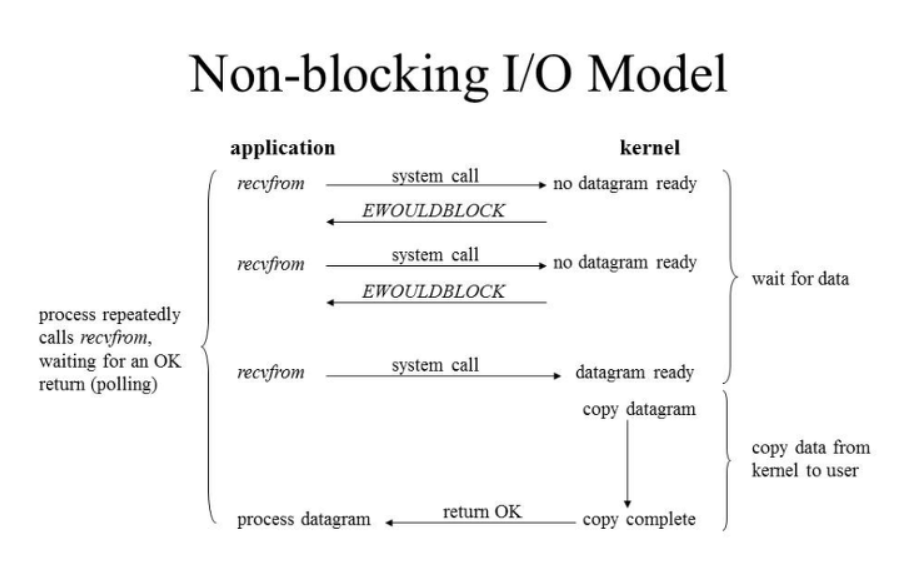 Non-blocking I/O Model
application
kernel
recvfrom
system call
no datagram ready
EWOULDBLOCK
recvfrom
system call
no datagram ready
EWOULDBLOCK
wait for data
process repeatedly
calls recvfrom,
waiting for an OK
return (polling)
recvfrom
system call
datagram ready
copy datagram
copy data from
kernel to user
process datagram
return OK
copy complete